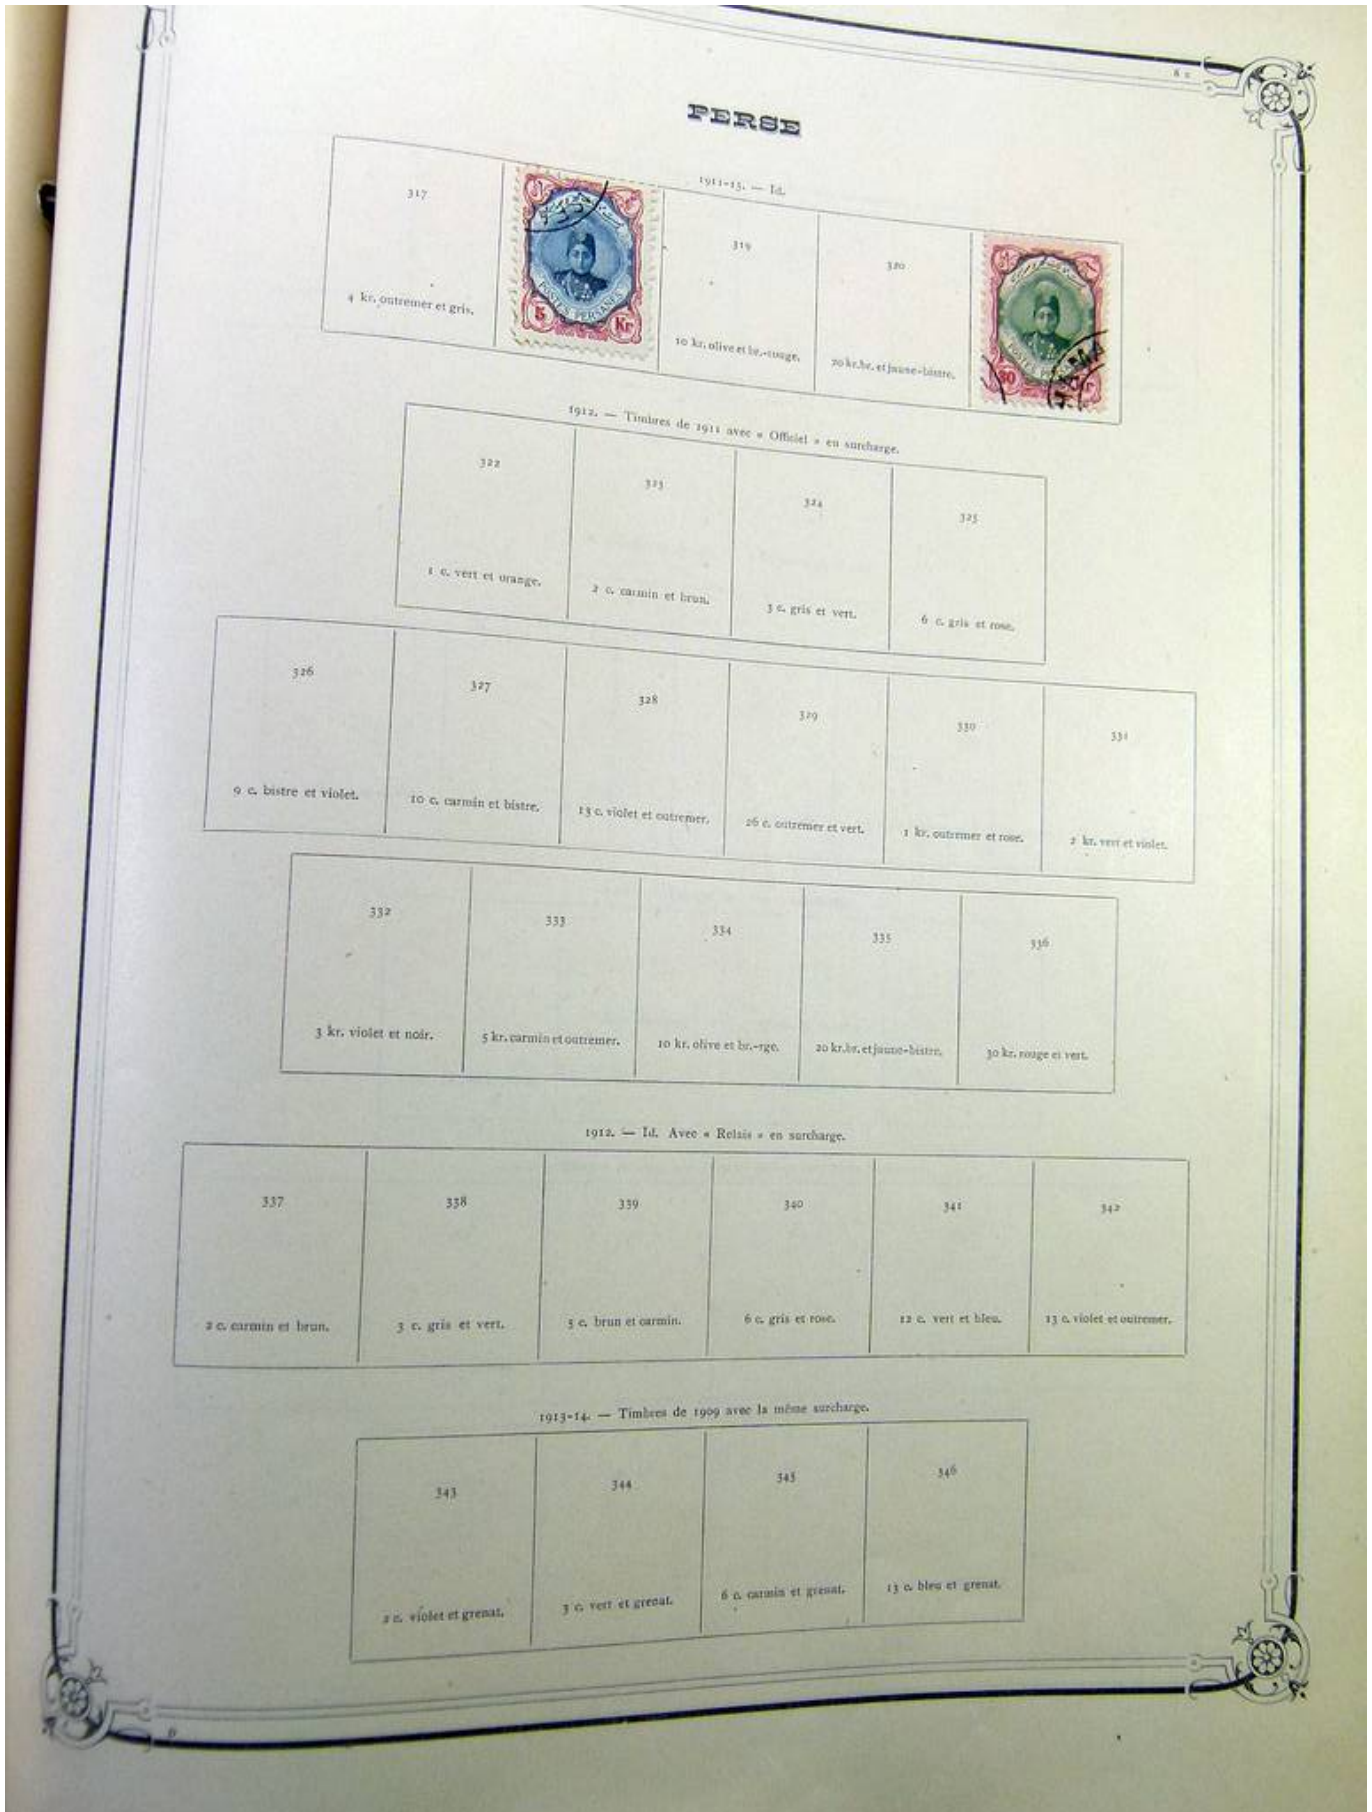 PERSE
1911-13. — Id.
317
319
320
4 kr. outremer et gris.
POSTES PERSANES
5 Kr
10 kr. olive et br.-rouge.
20 kr. br. et jaune-bistre.
30
1912. — Timbres de 1911 avec « Officiel » en surcharge.
322 323 324 325
1 c. vert et orange. 2 c. carmin et brun. 3 c. gris et vert. 6 c. gris et rose.
326 327 328 329 330 331
9 c. bistre et violet. 10 c. carmin et bistre. 13 c. violet et outremer. 26 c. outremer et vert. 1 kr. outremer et rose. 2 kr. vert et violet.
332 333 334 335 336
3 kr. violet et noir. 5 kr. carmin et outremer. 10 kr. olive et br.-rge. 20 kr. br. et jaune-bistre. 30 kr. rouge et vert.
1912. — Id. Avec « Relais » en surcharge.
337 338 339 340 341 342
2 c. carmin et brun. 3 c. gris et vert. 5 c. brun et carmin. 6 c. gris et rose. 12 c. vert et bleu. 13 c. violet et outremer.
1913-14. — Timbres de 1909 avec la même surcharge.
343 344 345 346
2 c. violet et grenat. 3 c. vert et grenat. 6 c. carmin et grenat. 13 c. bleu et grenat.